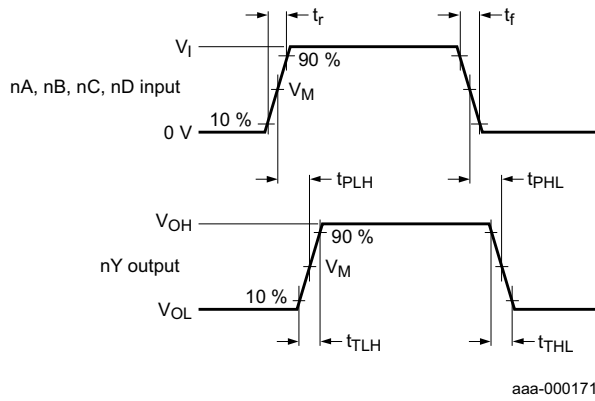 tr
tf
VI
90 %
nA, nB, nC, nD input
VM
10 %
0 V
tPLH
tPHL
VOH
90 %
nY output
VM
10 %
VOL
tTLH
tTHL
aaa-000171